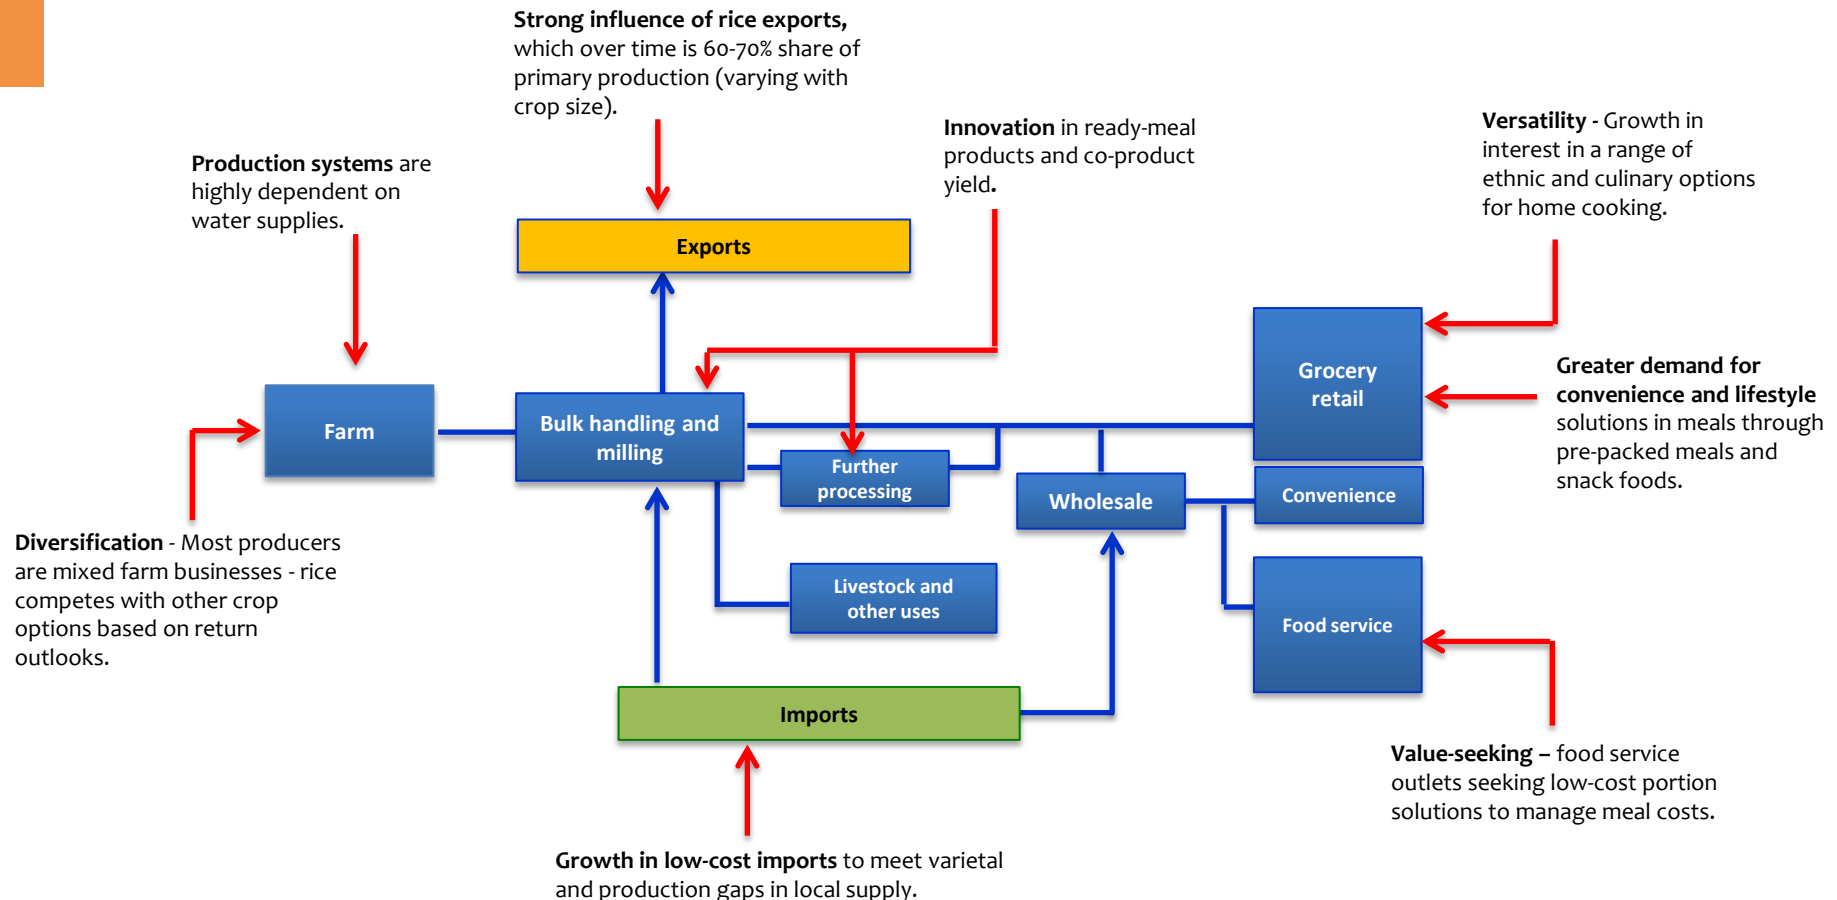 Strong influence of rice exports,
which over time is 60-70% share of
primary production (varying with
crop size).
Innovation in ready-meal
products and co-product
yield.
Versatility - Growth in
interest in a range of
ethnic and culinary options
for home cooking.
Production systems are
highly dependent on
water supplies.
Exports
Grocery
retail
Greater demand for
convenience and lifestyle
solutions in meals through
pre-packed meals and
snack foods.
Farm
Bulk handling and
milling
Further
processing
Wholesale
Convenience
Diversification - Most producers
are mixed farm businesses - rice
competes with other crop
options based on return
outlooks.
Livestock and
other uses
Food service
Imports
Value-seeking – food service
outlets seeking low-cost portion
solutions to manage meal costs.
Growth in low-cost imports to meet varietal
and production gaps in local supply.